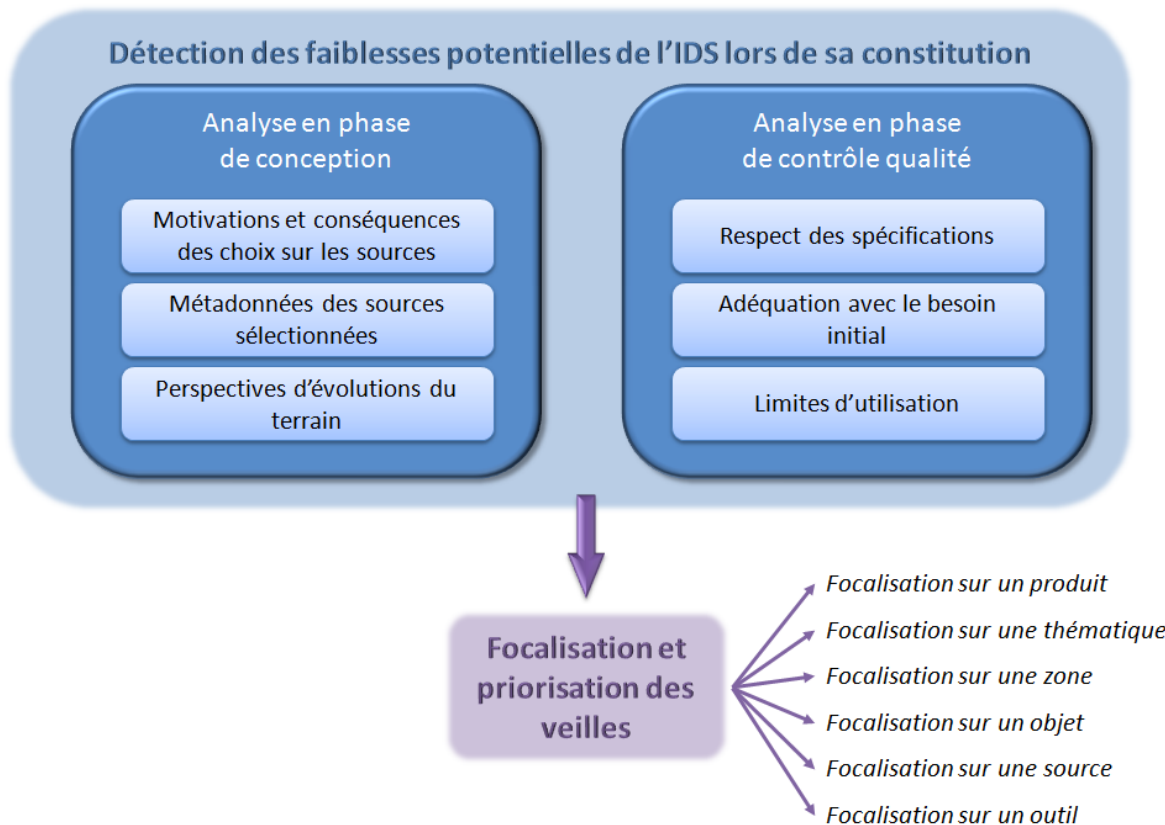 Détection des faiblesses potentielles de l’IDS lors de sa constitution
Analyse en phase
de conception
Motivations et conséquences
des choix sur les sources
Métadonnées des sources
sélectionnées
Perspectives d’évolutions du
terrain
Analyse en phase
de contrôle qualité
Respect des spécifications
Adéquation avec le besoin
initial
Limites d’utilisation
Focalisation et
priorisation des
veilles
Focalisation sur un produit
Focalisation sur une thématique
Focalisation sur une zone
Focalisation sur un objet
Focalisation sur une source
Focalisation sur un outil